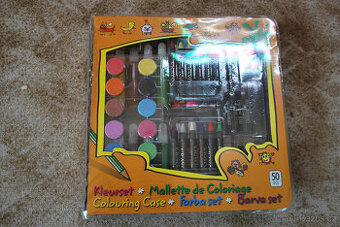 50
Kleurset * Mallette de Coloriage
Colouring Case * Farba set * Barva set